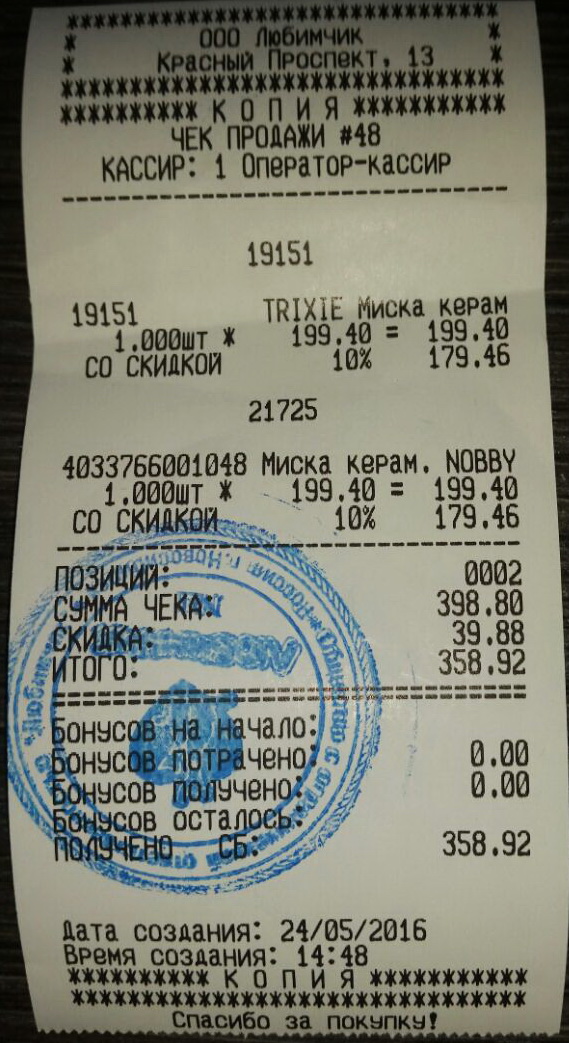 ********************************
* ООО Любимчик *
* Красный Проспект, 13 *
********************************
********** К О П И Я ***********
ЧЕК ПРОДАЖИ #48
КАССИР: 1 Оператор-кассир
--------------------------------
19151
19151 TRIXIE Миска керам
1.000шт * 199.40 = 199.40
СО СКИДКОЙ 10% 179.46
21725
4033766001048 Миска керам. NOBBY
1.000шт * 199.40 = 199.40
СО СКИДКОЙ 10% 179.46
--------------------------------
ПОЗИЦИЙ: 0002
СУММА ЧЕКА: 398.80
СКИДКА: 39.88
ИТОГО: 358.92
================================
Бонусов на начало:
Бонусов потрачено: 0.00
Бонусов получено: 0.00
Бонусов осталось:
ПОЛУЧЕНО СБ: 358.92
Дата создания: 24/05/2016
Время создания: 14:48
********** К О П И Я ***********
********************************
Спасибо за покупку!